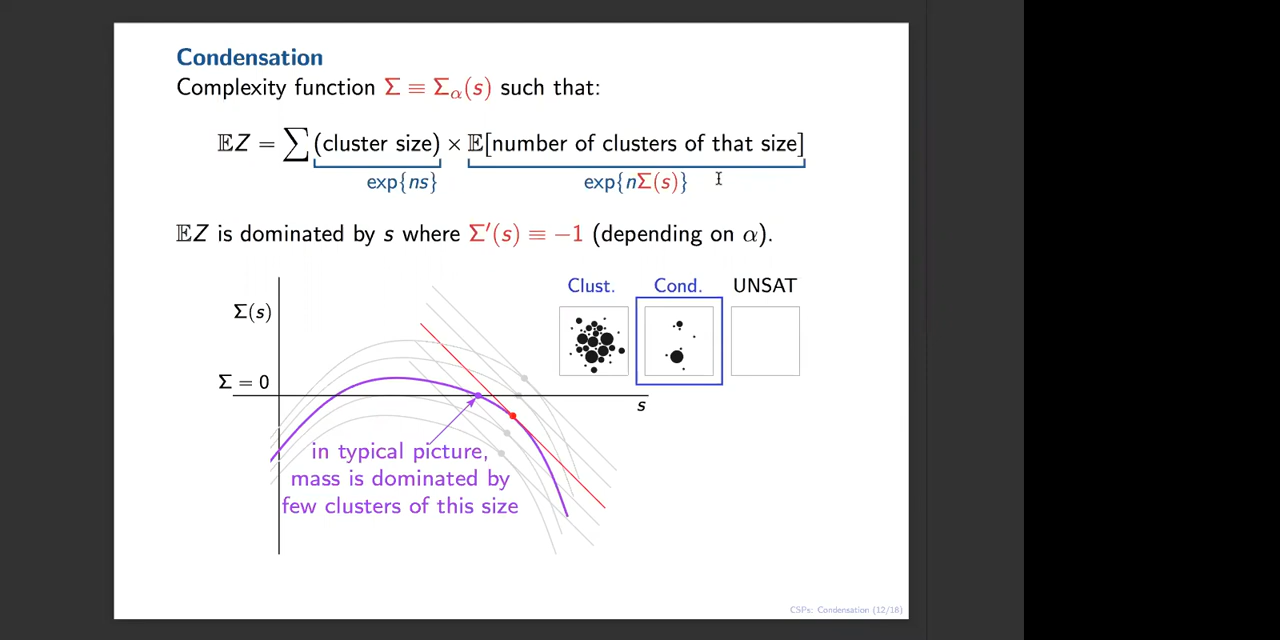 Condensation
Complexity function Σ ≡ Σα(s) such that:
𝔼Z = ∑(cluster size) × 𝔼[number of clusters of that size]
exp{ns} exp{nΣ(s)}
𝔼Z is dominated by s where Σ′(s) ≡ −1 (depending on α).
Clust. Cond. UNSAT
Σ(s)
Σ = 0
s
in typical picture,
mass is dominated by
few clusters of this size
CSPs: Condensation (12/18)